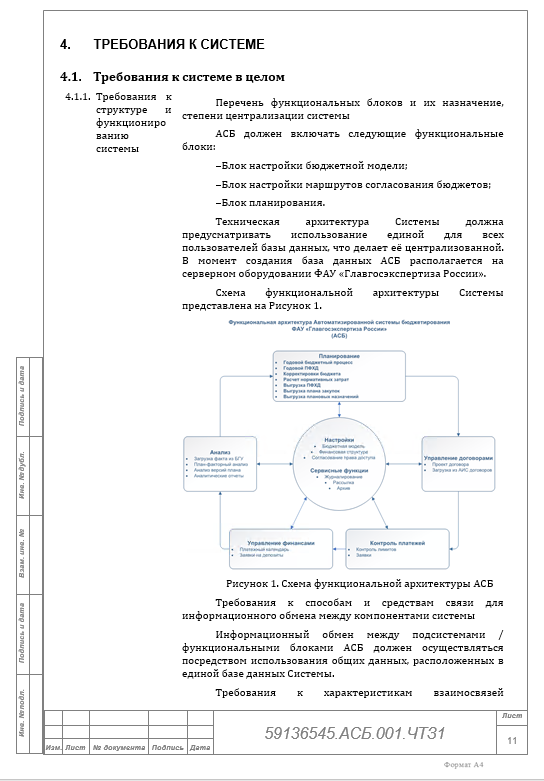 4. ТРЕБОВАНИЯ К СИСТЕМЕ
4.1. Требования к системе в целом
4.1.1. Требования к
структуре и
функциониро
ванию
системы
Перечень функциональных блоков и их назначение,
степени централизации системы
АСБ должен включать следующие функциональные
блоки:
–Блок настройки бюджетной модели;
–Блок настройки маршрутов согласования бюджетов;
–Блок планирования.
Техническая архитектура Системы должна
предусматривать использование единой для всех
пользователей базы данных, что делает её централизованной.
В момент создания база данных АСБ располагается на
серверном оборудовании ФАУ «Главгосэкспертиза России».
Схема функциональной архитектуры Системы
представлена на Рисунок 1.
Функциональная архитектура Автоматизированной системы бюджетирования
ФАУ «Главгосэкспертиза России»
(АСБ)
Планирование
• Годовой бюджетный процесс
• Годовой ПФХД
• Корректировки бюджета
• Расчет нормативных затрат
• Выгрузка ПФХД
• Выгрузка плана закупок
• Выгрузка плановых назначений
Анализ
• Загрузка факта из БГУ
• План-факторный анализ
• Анализ версий плана
• Аналитические отчеты
Настройки
• Бюджетная модель
• Финансовая структура
• Согласование права доступа
Сервисные функции
• Журналирование
• Рассылка
• Архив
Управление договорами
• Проект договора
• Загрузка из АИС договоров
Управление финансами
• Платежный календарь
• Заявки на депозиты
Контроль платежей
• Контроль лимитов
• Заявки
Рисунок 1. Схема функциональной архитектуры АСБ
Требования к способам и средствам связи для
информационного обмена между компонентами системы
Информационный обмен между подсистемами /
функциональными блоками АСБ должен осуществляться
посредством использования общих данных, расположенных в
единой базе данных Системы.
Требования к характеристикам взаимосвязей
Подпись и дата
Инв. № дубл.
Взам. инв. №
Подпись и дата
Инв. № подл.
Изм. Лист № документа Подпись Дата
59136545.АСБ.001.ЧТЗ1
Лист
11
Формат А4